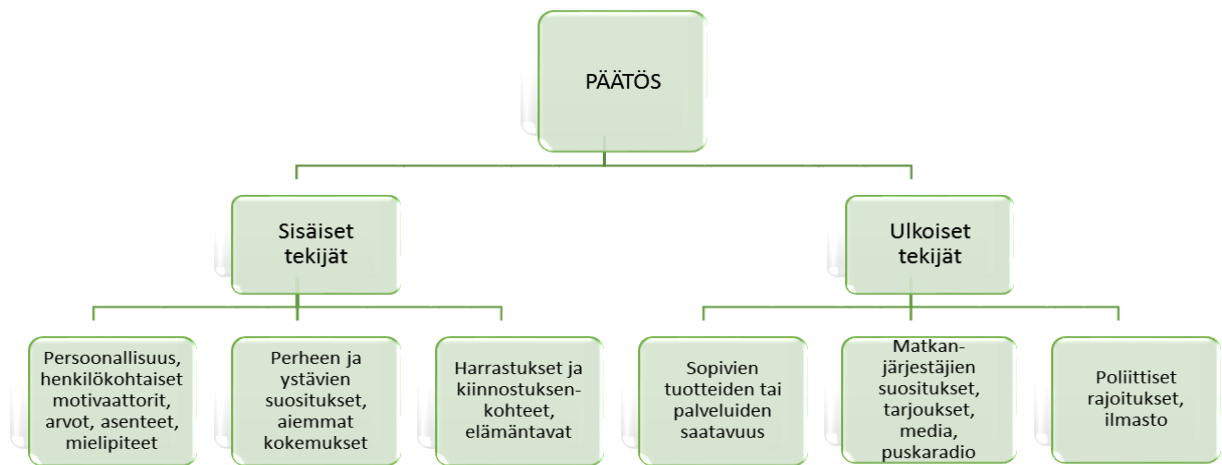 PÄÄTÖS
Sisäiset
tekijät
Ulkoiset
tekijät
Persoonallisuus,
henkilökohtaiset
motivaattorit,
arvot, asenteet,
mielipiteet
Perheen ja
ystävien
suositukset,
aiemmat
kokemukset
Harrastukset ja
kiinnostuksen-
kohteet,
elämäntavat
Sopivien
tuotteiden tai
palveluiden
saatavuus
Matkan-
järjestäjien
suositukset,
tarjoukset,
media,
puskaradio
Poliittiset
rajoitukset,
ilmasto